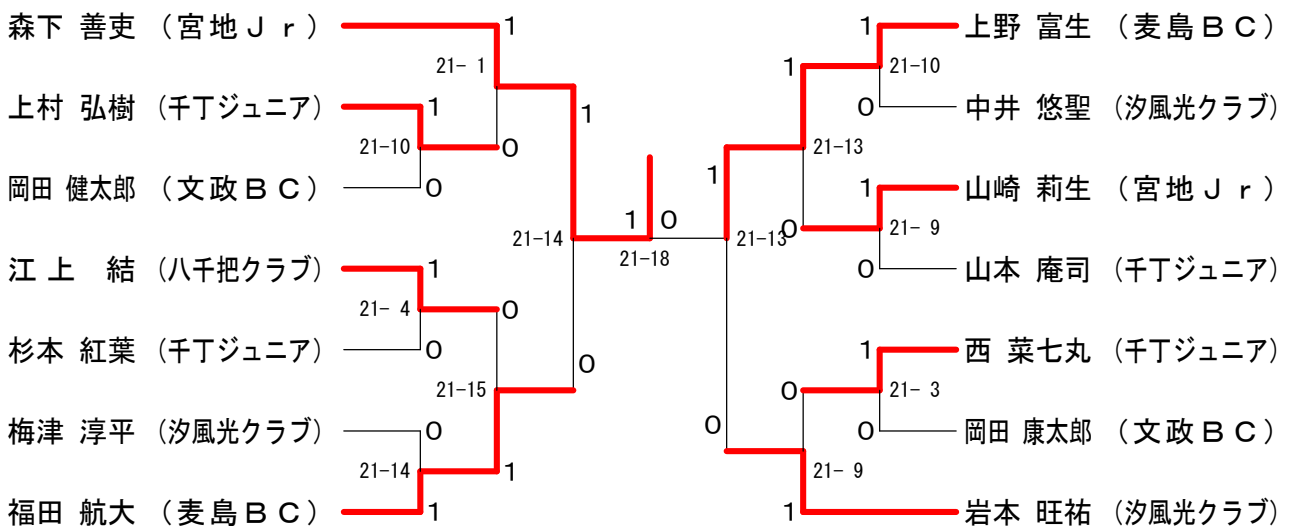 森下 善吏 （宮地Ｊｒ）
1
21- 1
上村 弘樹 （千丁ジュニア）
1
21-10
0
岡田 健太郎 （文政ＢＣ）
0
1
21-14
江上 結 （八千把クラブ）
1
21- 4
0
杉本 紅葉 （千丁ジュニア）
0
21-15
0
梅津 淳平 （汐風光クラブ）
0
21-14
1
福田 航大 （麦島ＢＣ）
1
1 0
21-18
1 上野 富生 （麦島ＢＣ）
1
21-10
0 中井 悠聖 （汐風光クラブ）
21-13
1
1 山崎 莉生 （宮地Ｊｒ）
21- 9
0
21-13
0 山本 庵司 （千丁ジュニア）
1 西 菜七丸 （千丁ジュニア）
0
21- 3
0 岡田 康太郎 （文政ＢＣ）
0
21- 9
1 岩本 旺祐 （汐風光クラブ）